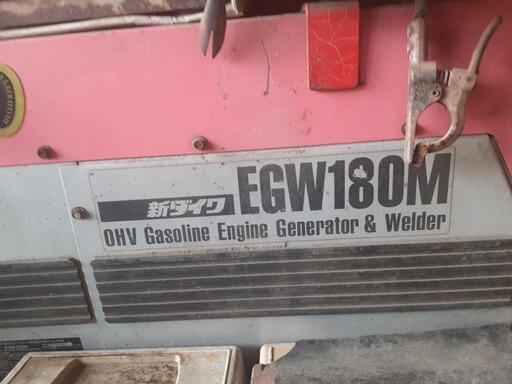 新ダイワ EGW180M
OHV Gasoline Engine Generator & Welder